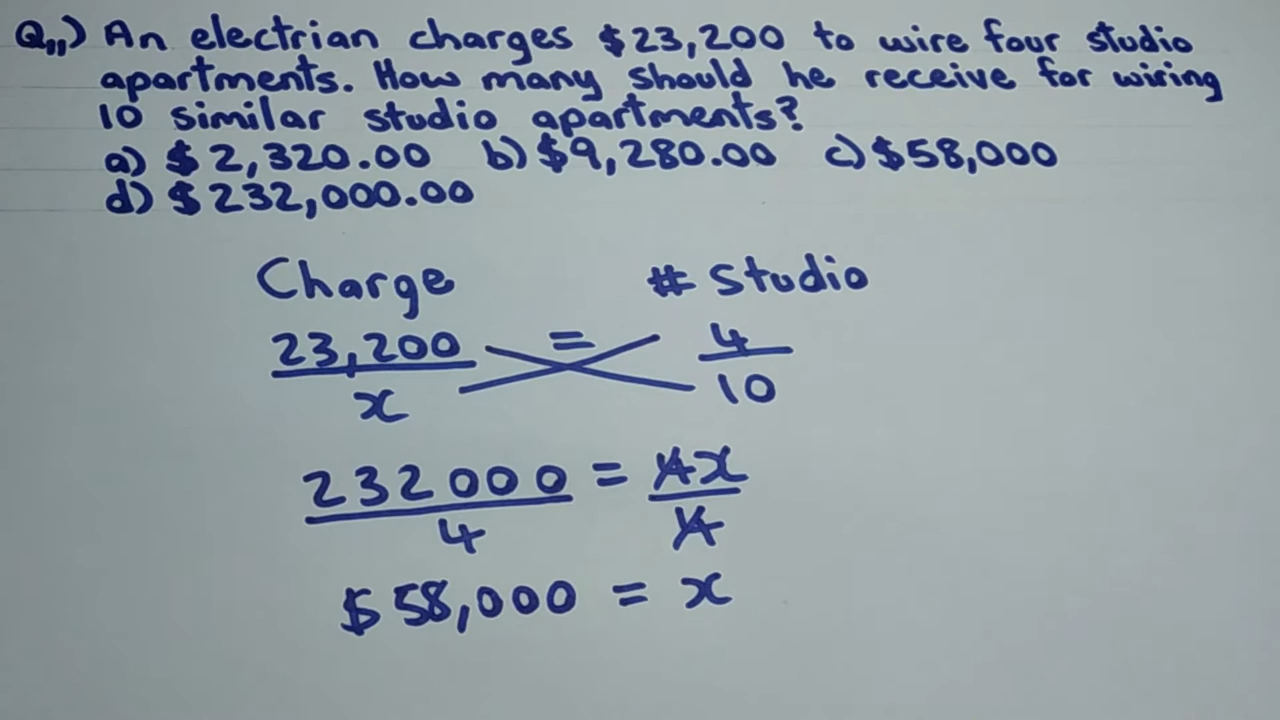 Q11) An electrian charges $23,200 to wire four studio
apartments. How many should he receive for wiring
10 similar studio apartments?
a) $2,320.00 b) $9,280.00 c) $58,000
d) $232,000.00
Charge # Studio
23,200 = 4
x 10
232000 = 4x
4 4
$58,000 = x